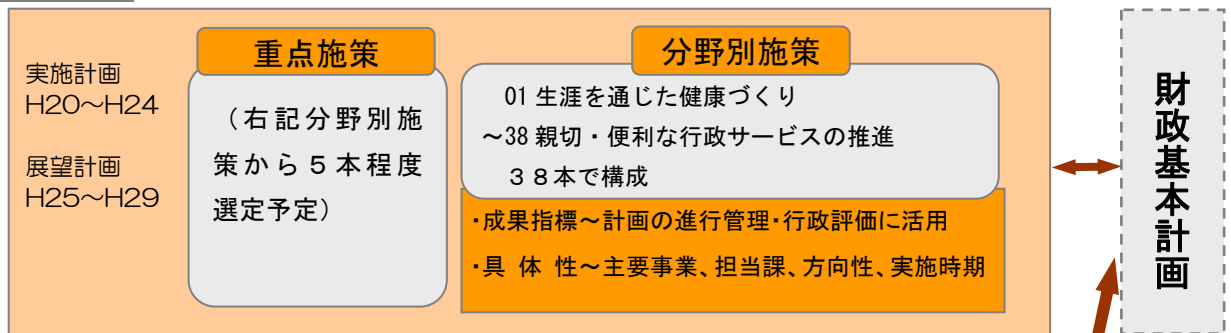 実施計画
H20～H24
展望計画
H25～H29
重点施策
（右記分野別施
策から５本程度
選定予定）
分野別施策
01 生涯を通じた健康づくり
～38 親切・便利な行政サービスの推進
３８本で構成
・成果指標～計画の進行管理・行政評価に活用
・具 体 性～主要事業、担当課、方向性、実施時期
財政基本計画